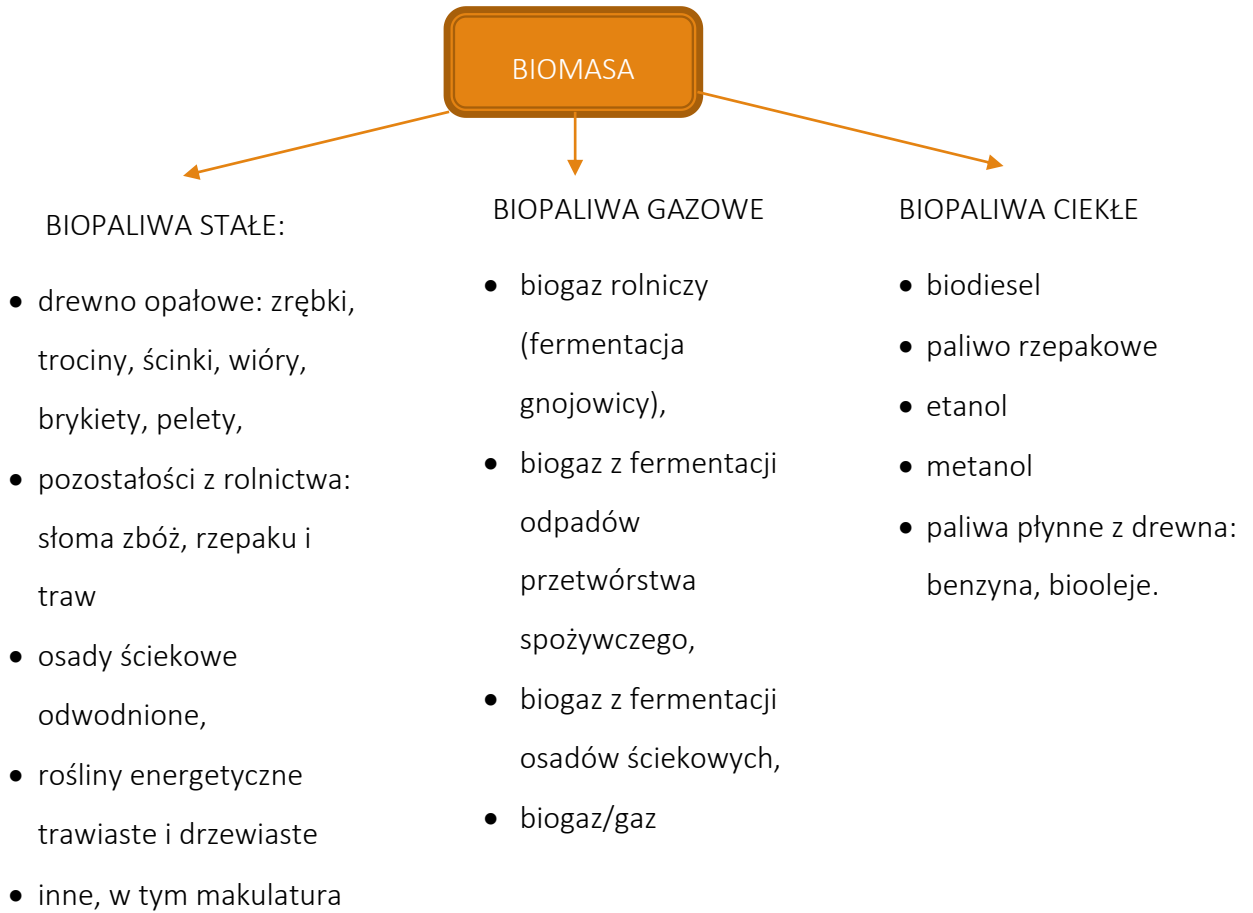 BIOMASA
BIOPALIWA STAŁE:
• drewno opałowe: zrębki,
trociny, ścinki, wióry,
brykiety, pelety,
• pozostałości z rolnictwa:
słoma zbóż, rzepaku i
traw
• osady ściekowe
odwodnione,
• rośliny energetyczne
trawiaste i drzewiaste
• inne, w tym makulatura
BIOPALIWA GAZOWE
• biogaz rolniczy
(fermentacja
gnojowicy),
• biogaz z fermentacji
odpadów
przetwórstwa
spożywczego,
• biogaz z fermentacji
osadów ściekowych,
• biogaz/gaz
BIOPALIWA CIEKŁE
• biodiesel
• paliwo rzepakowe
• etanol
• metanol
• paliwa płynne z drewna:
benzyna, biooleje.